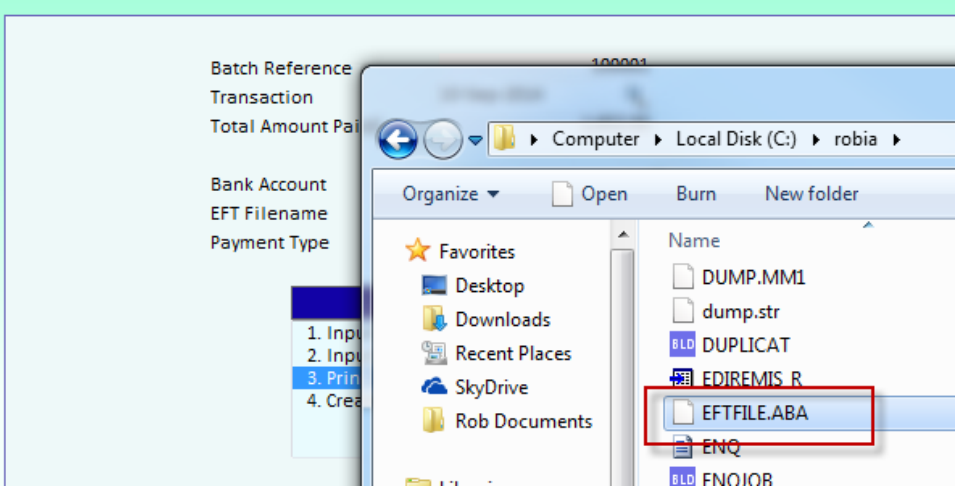 Batch Reference
100001
Transaction
Total Amount Pai
Bank Account
EFT Filename
Payment Type
1. Inpu
2. Inpu
3. Prin
4. Crea
Computer Local Disk (C:) robia
Organize Open Burn New folder
Favorites
Desktop
Downloads
Recent Places
SkyDrive
Rob Documents
Name
DUMP.MM1
dump.str
BLD DUPLICAT
EDIREMIS_R
EFTFILE.ABA
ENQ
BLD ENQJOB